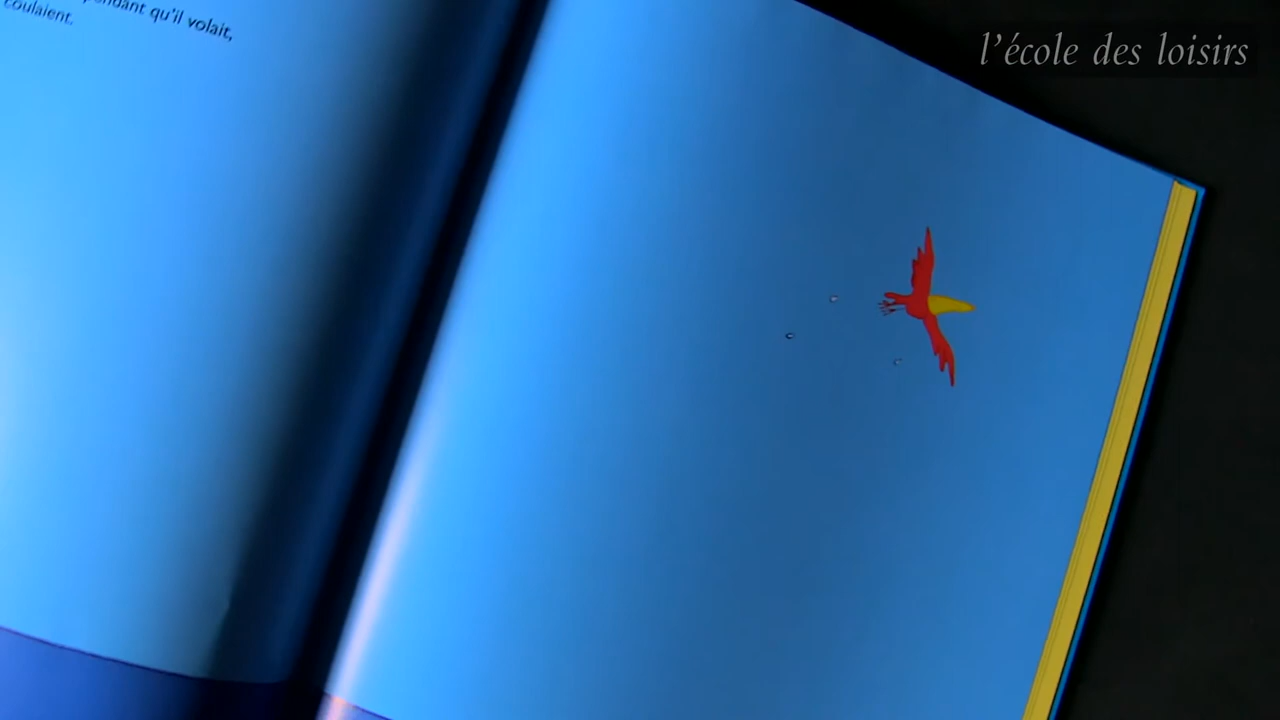 pendant qu'il volait,
coulaient.
l'école des loisirs